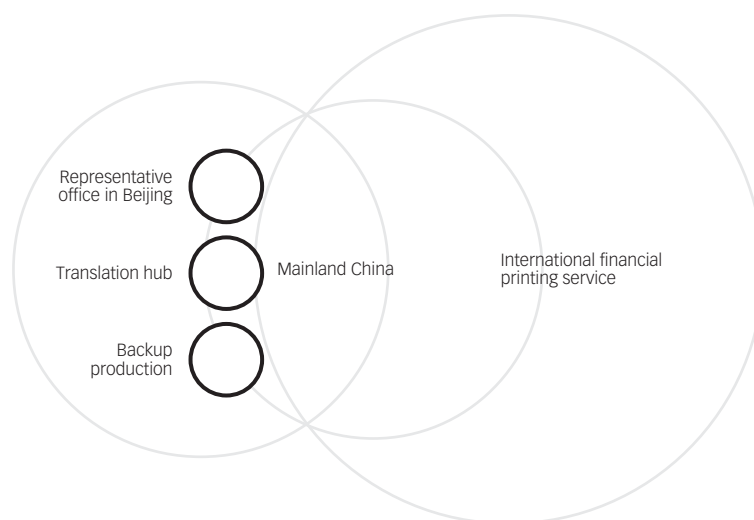 Representative
office in Beijing
Translation hub
Mainland China
International financial
printing service
Backup
production